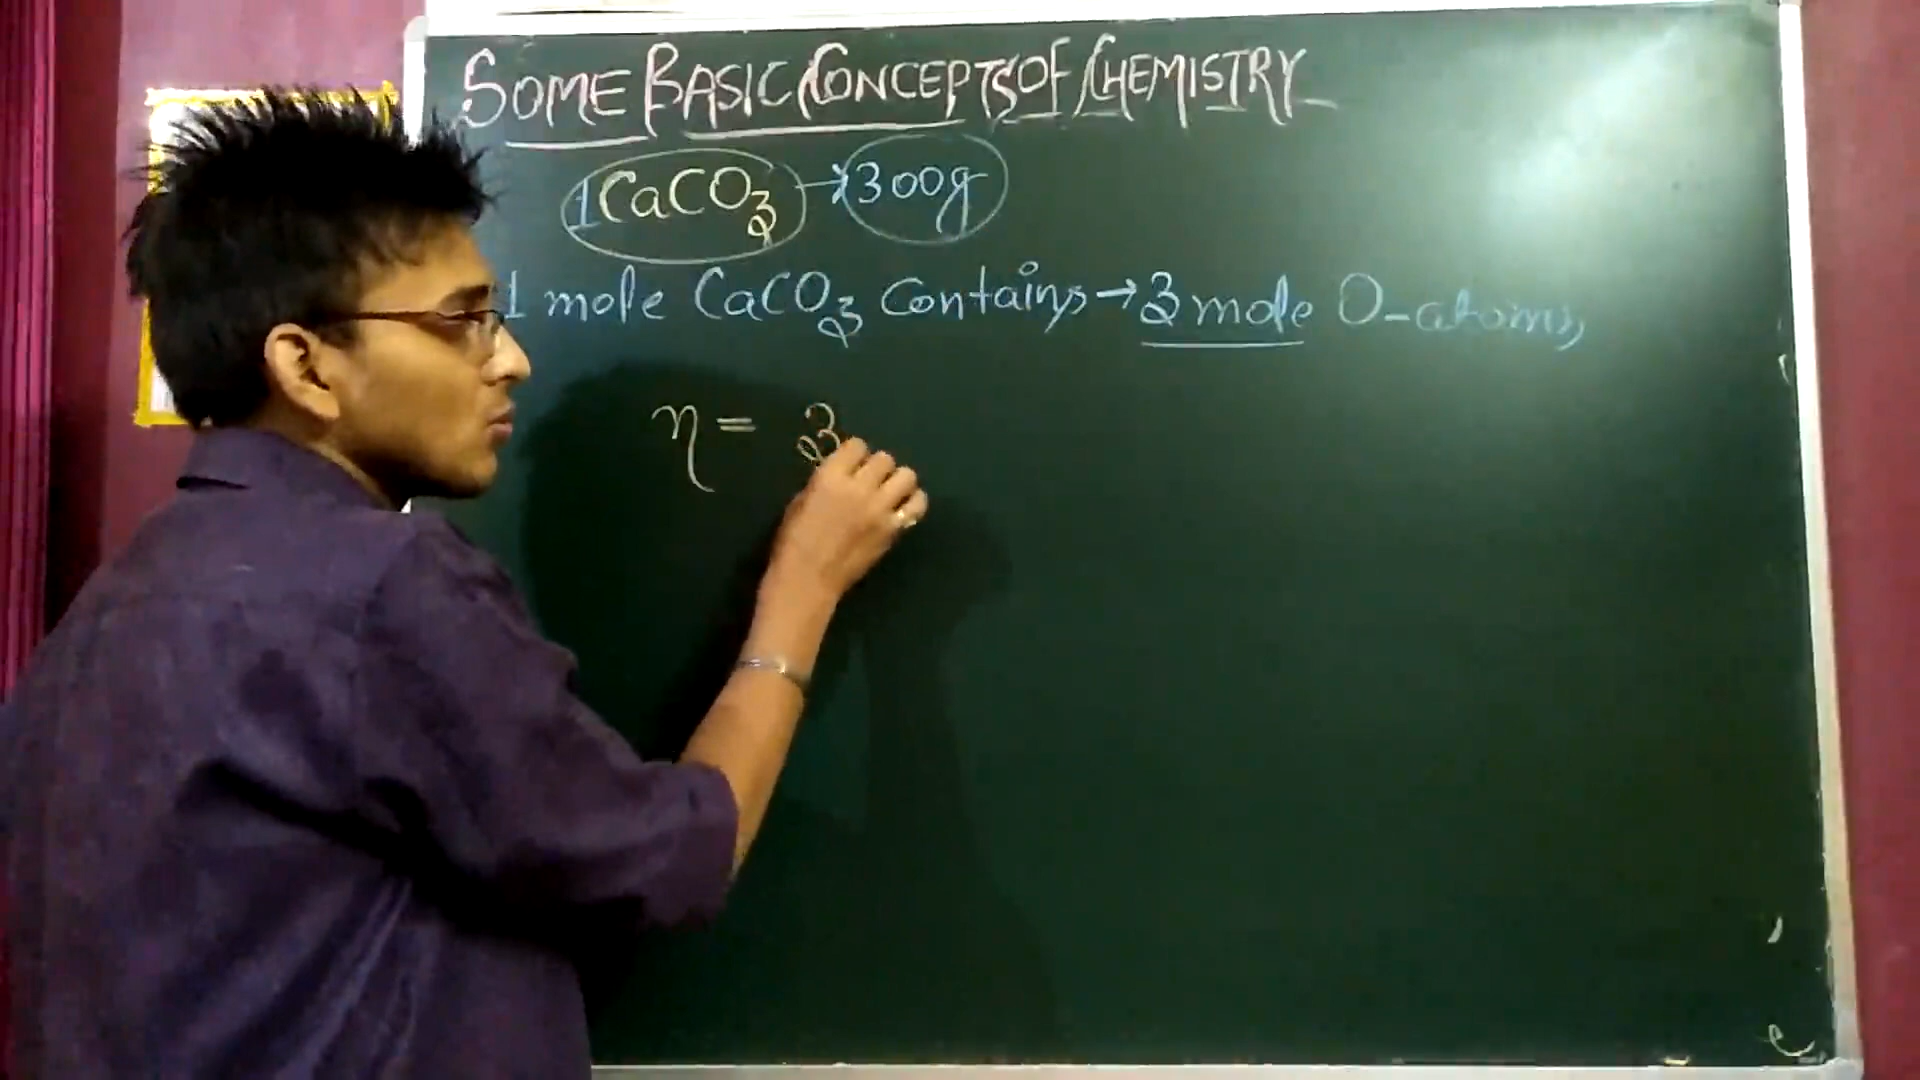 SOME BASIC CONCEPTS OF CHEMISTRY
1CaCO₃ → 300g
1 mole CaCO₃ Contains → 3 mole O-atoms
η = 3